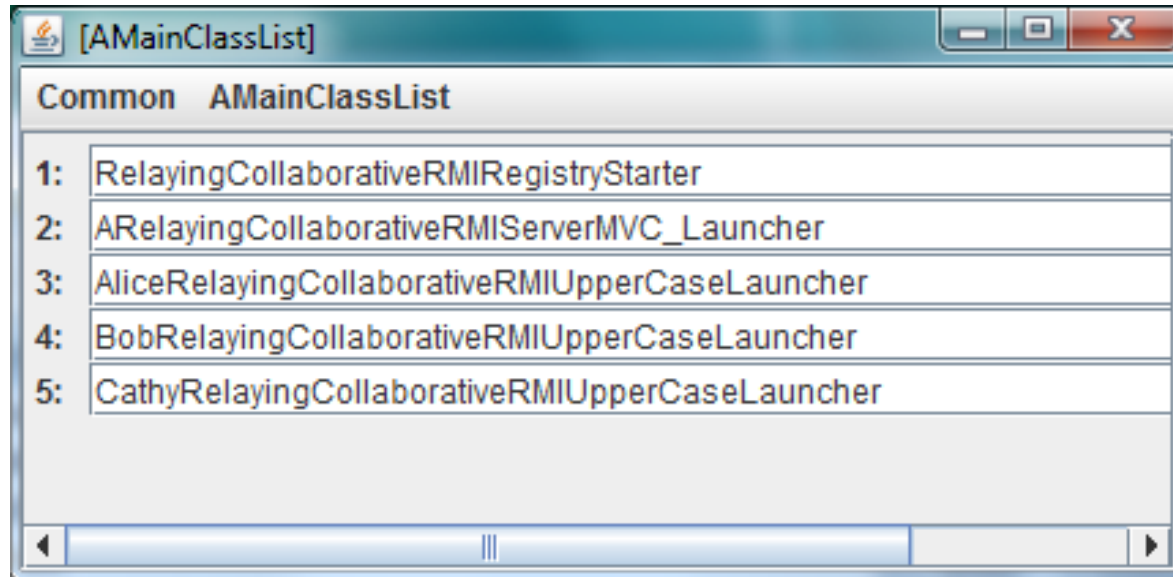 [AMainClassList]
Common AMainClassList
1: RelayingCollaborativeRMIRegistryStarter
2: ARelayingCollaborativeRMIServerMVC_Launcher
3: AliceRelayingCollaborativeRMIUpperCaseLauncher
4: BobRelayingCollaborativeRMIUpperCaseLauncher
5: CathyRelayingCollaborativeRMIUpperCaseLauncher